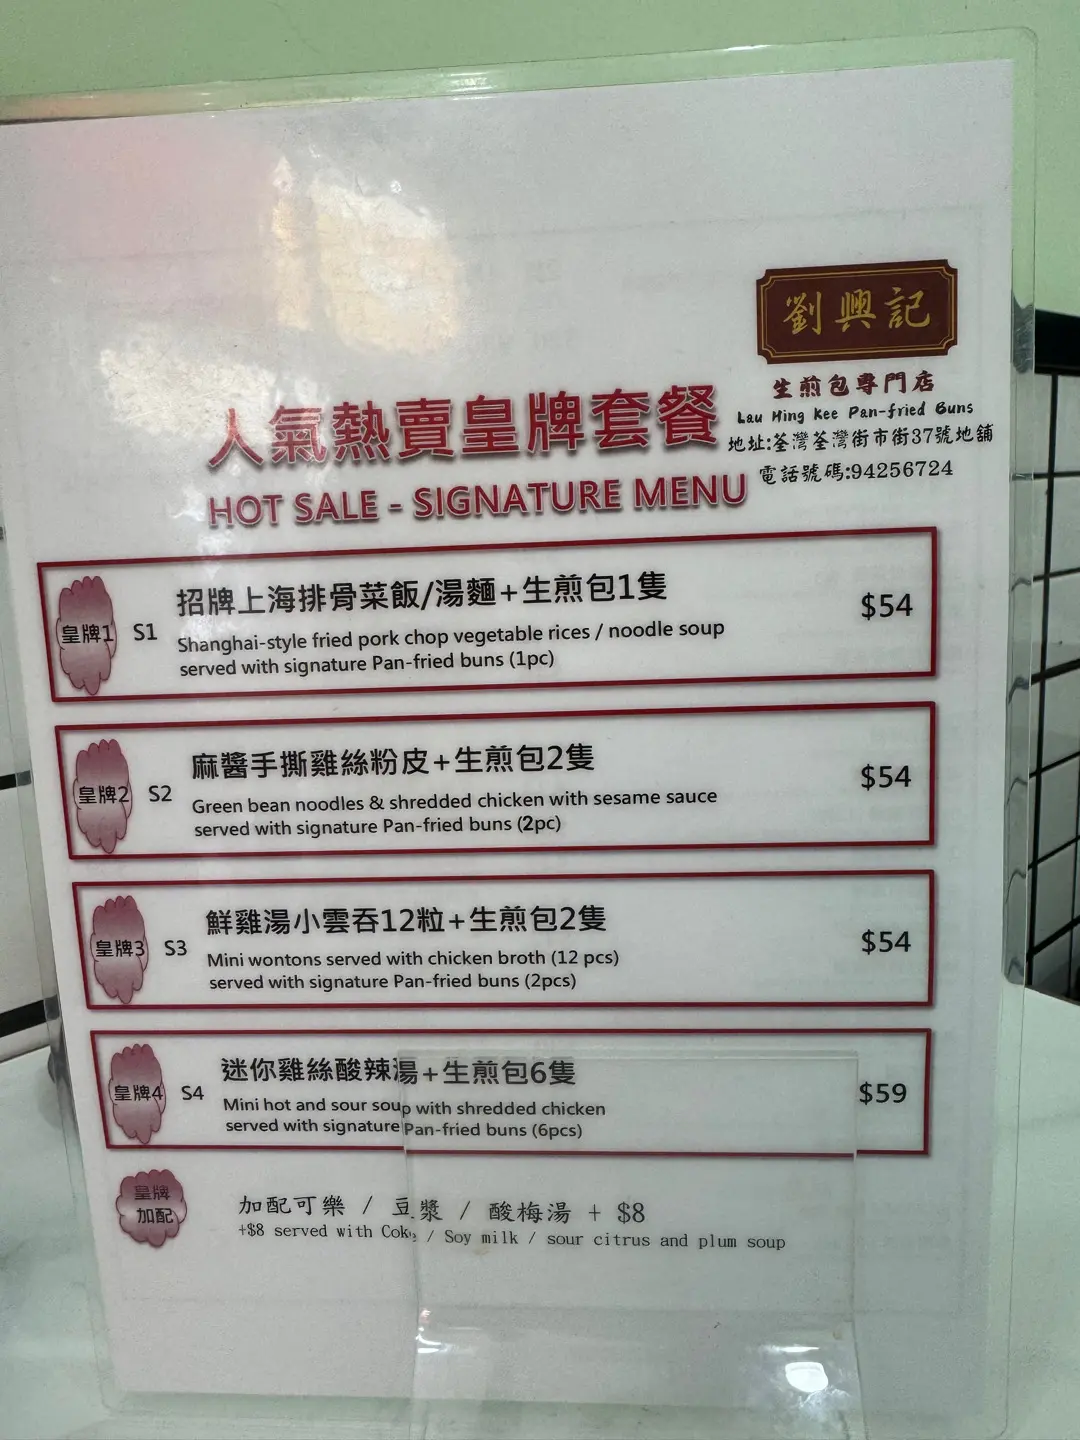 劉興記
生煎包專門店
Lau Hing Kee Pan-fried Buns
地址:荃灣荃灣街市街37號地舖
電話號碼:94256724
人氣熱賣皇牌套餐
HOT SALE - SIGNATURE MENU
皇牌1 S1 招牌上海排骨菜飯/湯麵+生煎包1隻 $54
Shanghai-style fried pork chop vegetable rices / noodle soup
served with signature Pan-fried buns (1pc)
皇牌2 S2 麻醬手撕雞絲粉皮+生煎包2隻 $54
Green bean noodles & shredded chicken with sesame sauce
served with signature Pan-fried buns (2pc)
皇牌3 S3 鮮雞湯小雲吞12粒+生煎包2隻 $54
Mini wontons served with chicken broth (12 pcs)
served with signature Pan-fried buns (2pcs)
皇牌4 S4 迷你雞絲酸辣湯+生煎包6隻 $59
Mini hot and sour soup with shredded chicken
served with signature Pan-fried buns (6pcs)
皇牌
加配
加配可樂 / 豆漿 / 酸梅湯 + $8
+$8 served with Coke / Soy milk / sour citrus and plum soup